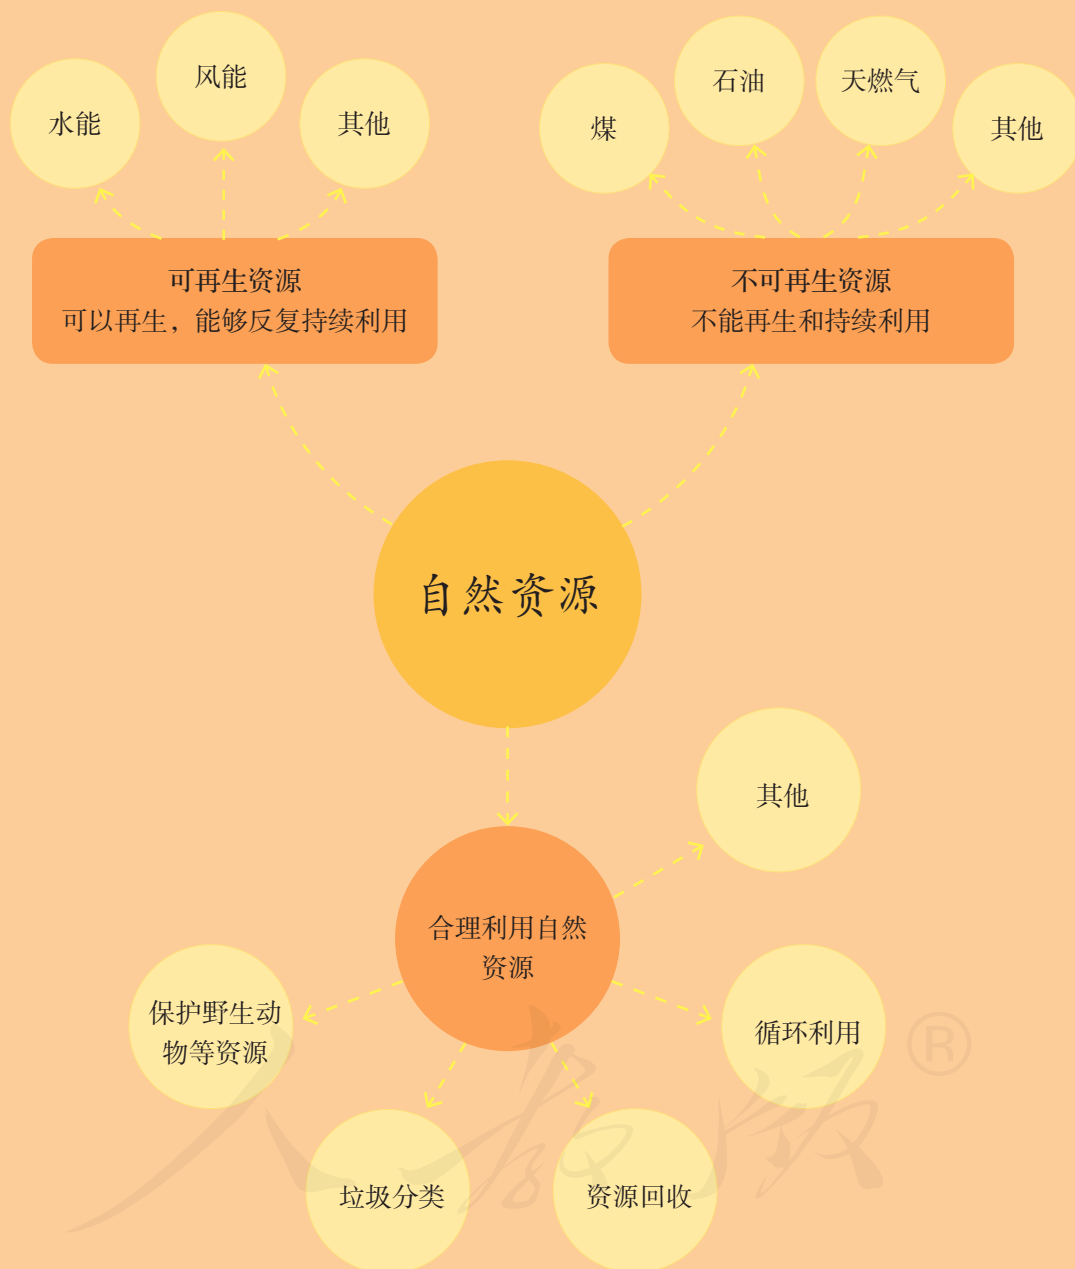 水能
风能
其他
煤
石油
天燃气
其他
可再生资源
可以再生，能够反复持续利用
不可再生资源
不能再生和持续利用
自然资源
其他
合理利用自然
资源
保护野生动
物等资源
循环利用
垃圾分类
资源回收
人教版®